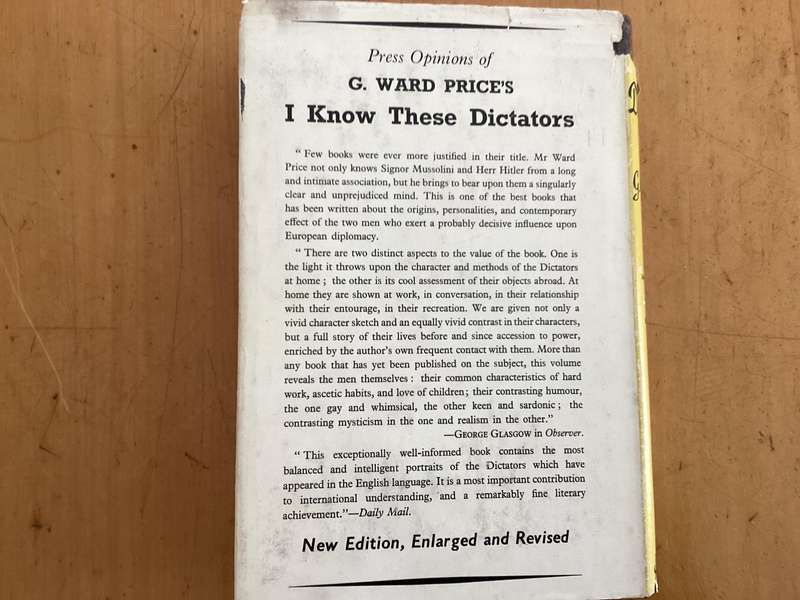 Press Opinions of
G. WARD PRICE'S
I Know These Dictators
“ Few books were ever more justified in their title. Mr Ward
Price not only knows Signor Mussolini and Herr Hitler from a long
and intimate association, but he brings to bear upon them a singularly
clear and unprejudiced mind. This is one of the best books that
has been written about the origins, personalities, and contemporary
effect of the two men who exert a probably decisive influence upon
European diplomacy.
“ There are two distinct aspects to the value of the book. One is
the light it throws upon the character and methods of the Dictators
at home ; the other is its cool assessment of their objects abroad. At
home they are shown at work, in conversation, in their relationship
with their entourage, in their recreation. We are given not only a
vivid character sketch and an equally vivid contrast in their characters,
but a full story of their lives before and since accession to power,
enriched by the author's own frequent contact with them. More than
any book that has yet been published on the subject, this volume
reveals the men themselves : their common characteristics of hard
work, ascetic habits, and love of children; their contrasting humour,
the one gay and whimsical, the other keen and sardonic ; the
contrasting mysticism in the one and realism in the other.”
—GEORGE GLASGOW in Observer.
“ This exceptionally well-informed book contains the most
balanced and intelligent portraits of the Dictators which have
appeared in the English language. It is a most important contribution
to international understanding, and a remarkably fine literary
achievement.”—Daily Mail.
New Edition, Enlarged and Revised